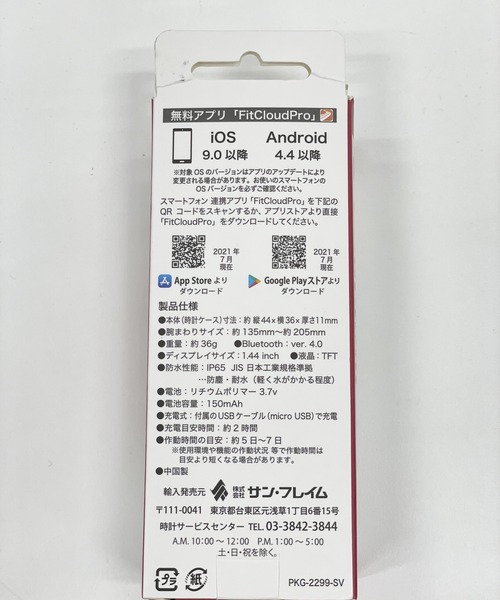 無料アプリ「FitCloudPro」
iOS
9.0 以降
Android
4.4 以降
※対象 OS のバージョンはアプリのアップデートにより
変更される場合があります。お使いのスマートフォンの
OS バージョンを必ずご確認ください。
スマートフォン 連携アプリ「FitCloudPro」を下記の
QR コードをスキャンするか、アプリストアより直接
「FitCloudPro」をダウンロードしてください。
2021 年
7 月
現在
2021 年
7 月
現在
App Store より
ダウンロード
Google Play ストアより
ダウンロード
製品仕様
●本体(時計ケース)寸法：約 縦44×横36×厚さ11mm
●腕まわりサイズ：約 135mm〜約 205mm
●重量：約 36g ●Bluetooth：ver. 4.0
●ディスプレイサイズ：1.44 inch ●液晶：TFT
●防水性能：IP65 JIS 日本工業規格準拠
…防塵・耐水（軽く水がかかる程度）
●電池：リチウムポリマー 3.7v
●電池容量：150mAh
●充電式：付属のUSBケーブル(micro USB)で充電
●充電目安時間：約 2 時間
●作動時間の目安：約 5 日〜7 日
※使用環境や機能の作動状況 等で作動時間は
目安より短くなる場合があります。
●中国製
輸入発売元 株式会社 サン・フレイム
〒111-0041 東京都台東区元浅草1丁目6番15号
時計サービスセンター TEL. 03-3842-3844
A.M. 10：00〜12：00 P.M. 1：00〜5：00
土・日・祝を除く。
プラ
紙
PKG-2299-SV